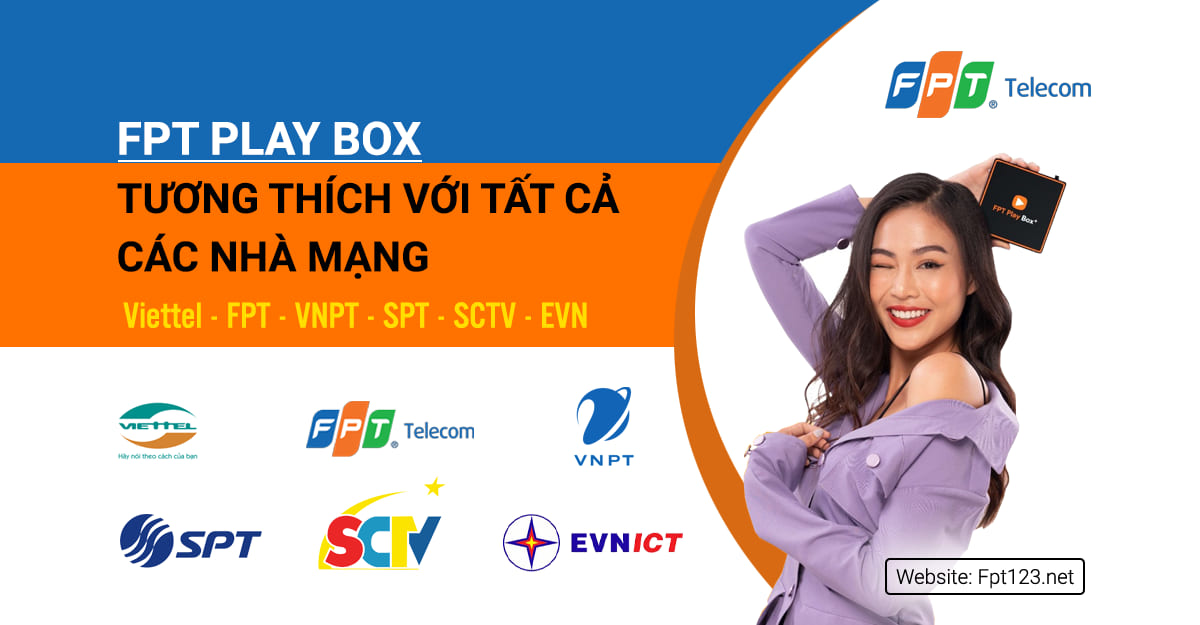 FPT Telecom
FPT PLAY BOX
TƯƠNG THÍCH VỚI TẤT CẢ
CÁC NHÀ MẠNG
Viettel - FPT - VNPT - SPT - SCTV - EVN
FPT Play Box+
VIETTEL
Hãy nói theo cách của bạn
FPT Telecom
VNPT
SPT
SCTV
EVNICT
Website: Fpt123.net